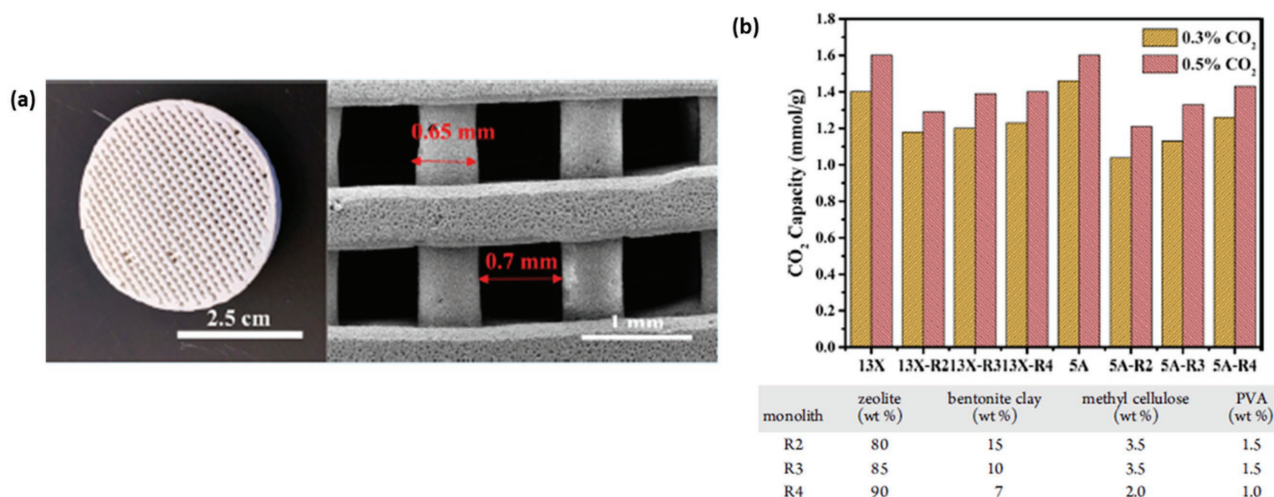 (a)
2.5 cm
0.65 mm
0.7 mm
1 mm
(b)
CO₂ Capacity (mmol/g)
1.8
1.6
1.4
1.2
1.0
0.8
0.6
0.4
0.2
0.0
0.3% CO₂
0.5% CO₂
13X 13X-R2 13X-R3 13X-R4 5A 5A-R2 5A-R3 5A-R4
monolith zeolite (wt %) bentonite clay (wt %) methyl cellulose (wt %) PVA (wt %)
R2 80 15 3.5 1.5
R3 85 10 3.5 1.5
R4 90 7 2.0 1.0